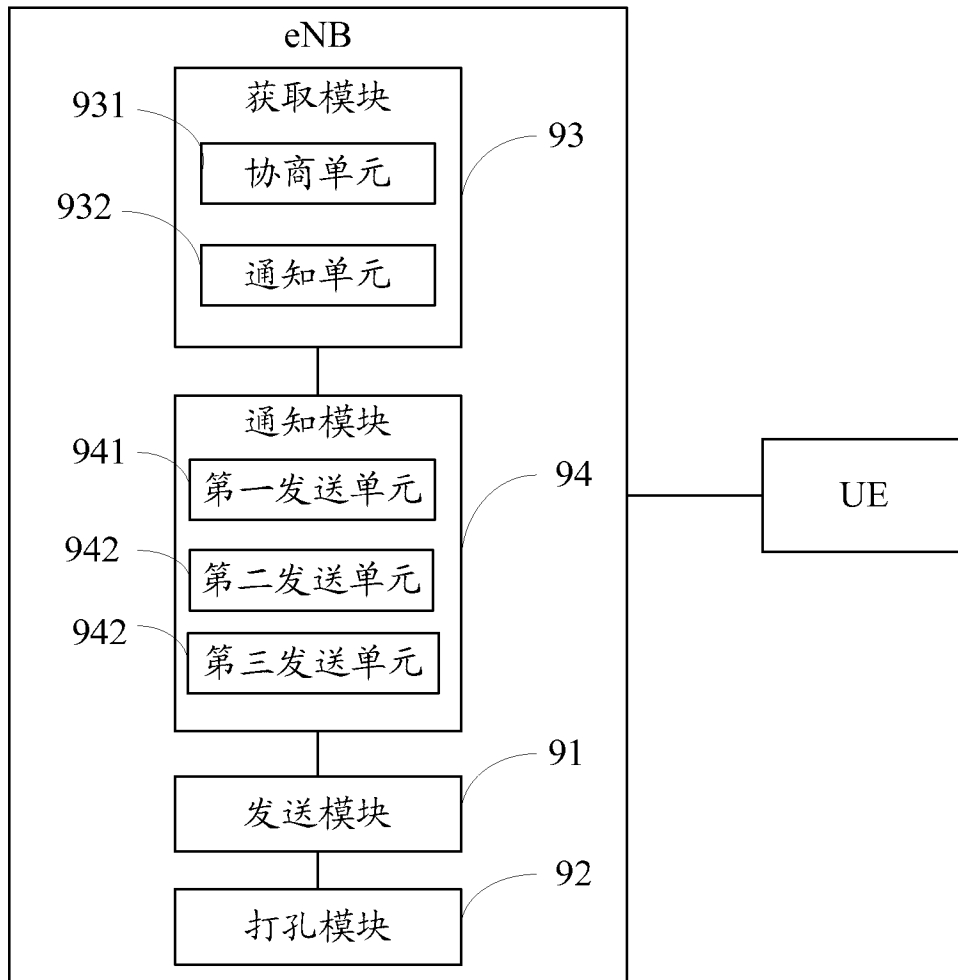 eNB
获取模块
931
93
协商单元
932
通知单元
通知模块
941
94
第一发送单元
UE
942
第二发送单元
942
第三发送单元
91
发送模块
92
打孔模块